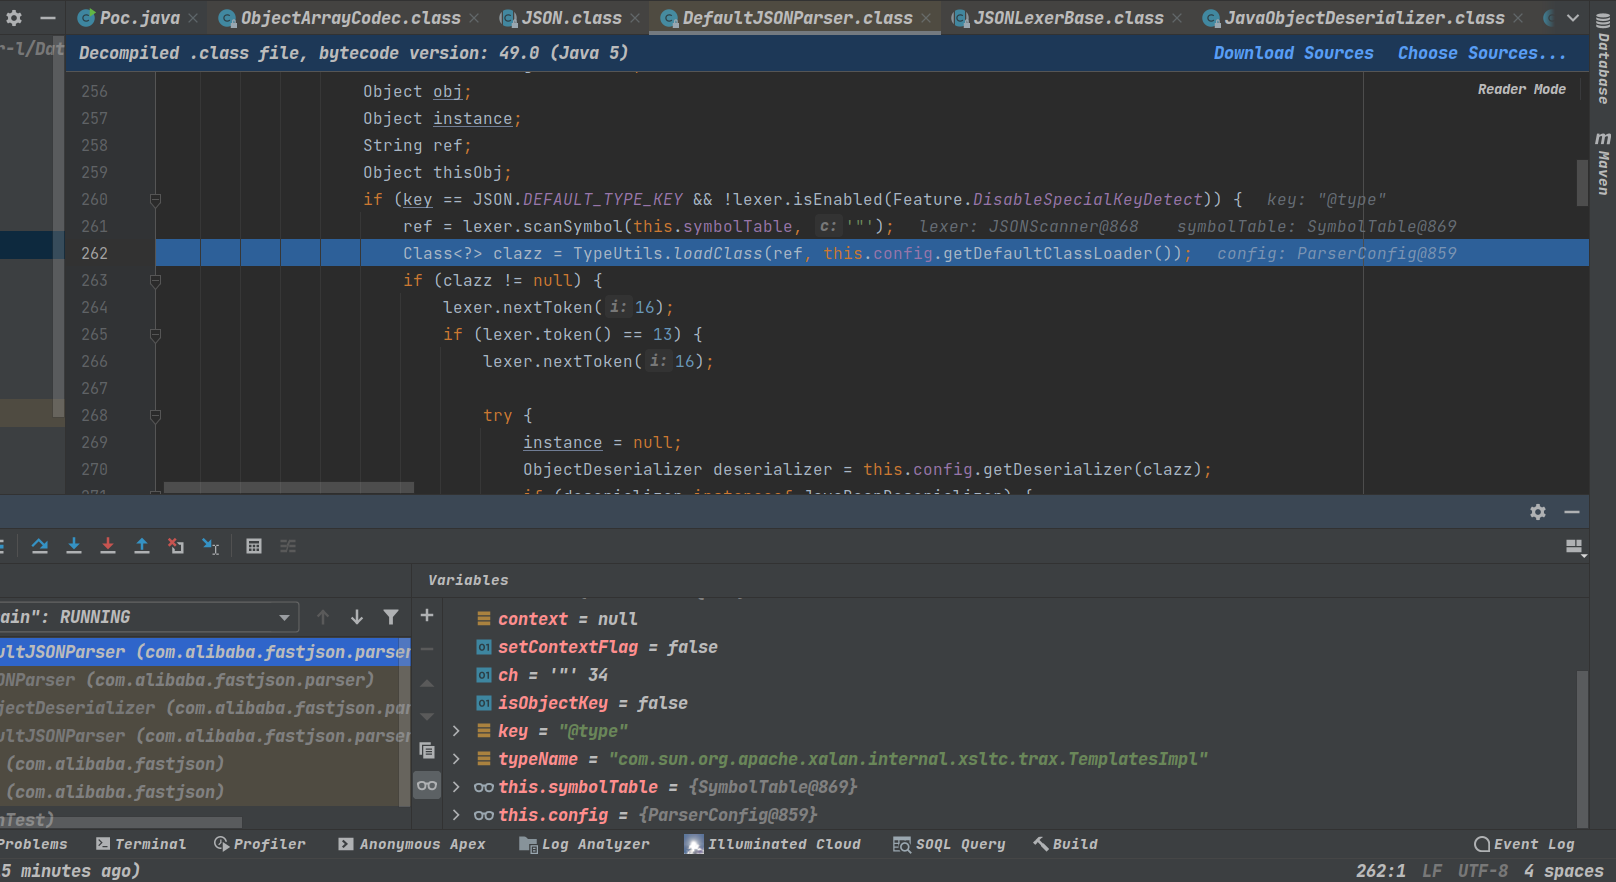 Poc.java ObjectArrayCodec.class JSON.class DefaultJSONParser.class JSONLexerBase.class JavaObjectDeserializer.class
r-l/Dat
Decompiled .class file, bytecode version: 49.0 (Java 5) Download Sources Choose Sources...
Reader Mode
Database
Maven
256 Object obj;
257 Object instance;
258 String ref;
259 Object thisObj;
260 if (key == JSON.DEFAULT_TYPE_KEY && !lexer.isEnabled(Feature.DisableSpecialKeyDetect)) { key: "@type"
261 ref = lexer.scanSymbol(this.symbolTable, c: '"'); lexer: JSONScanner@868 symbolTable: SymbolTable@869
262 Class<?> clazz = TypeUtils.loadClass(ref, this.config.getDefaultClassLoader()); config: ParserConfig@859
263 if (clazz != null) {
264 lexer.nextToken( i: 16);
265 if (lexer.token() == 13) {
266 lexer.nextToken( i: 16);
267
268 try {
269 instance = null;
270 ObjectDeserializer deserializer = this.config.getDeserializer(clazz);
271 if (deserializer instanceof JavaBeanDeserializer) {
Variables
ain": RUNNING
ultJSONParser (com.alibaba.fastjson.parser
ONParser (com.alibaba.fastjson.parser)
jectDeserializer (com.alibaba.fastjson.par
ultJSONParser (com.alibaba.fastjson.parser
(com.alibaba.fastjson)
(com.alibaba.fastjson)
nTest)
context = null
setContextFlag = false
ch = '"' 34
isObjectKey = false
key = "@type"
typeName = "com.sun.org.apache.xalan.internal.xsltc.trax.TemplatesImpl"
this.symbolTable = {SymbolTable@869}
this.config = {ParserConfig@859}
Problems Terminal Profiler Anonymous Apex Log Analyzer Illuminated Cloud SOQL Query Build Event Log
5 minutes ago) 262:1 LF UTF-8 4 spaces